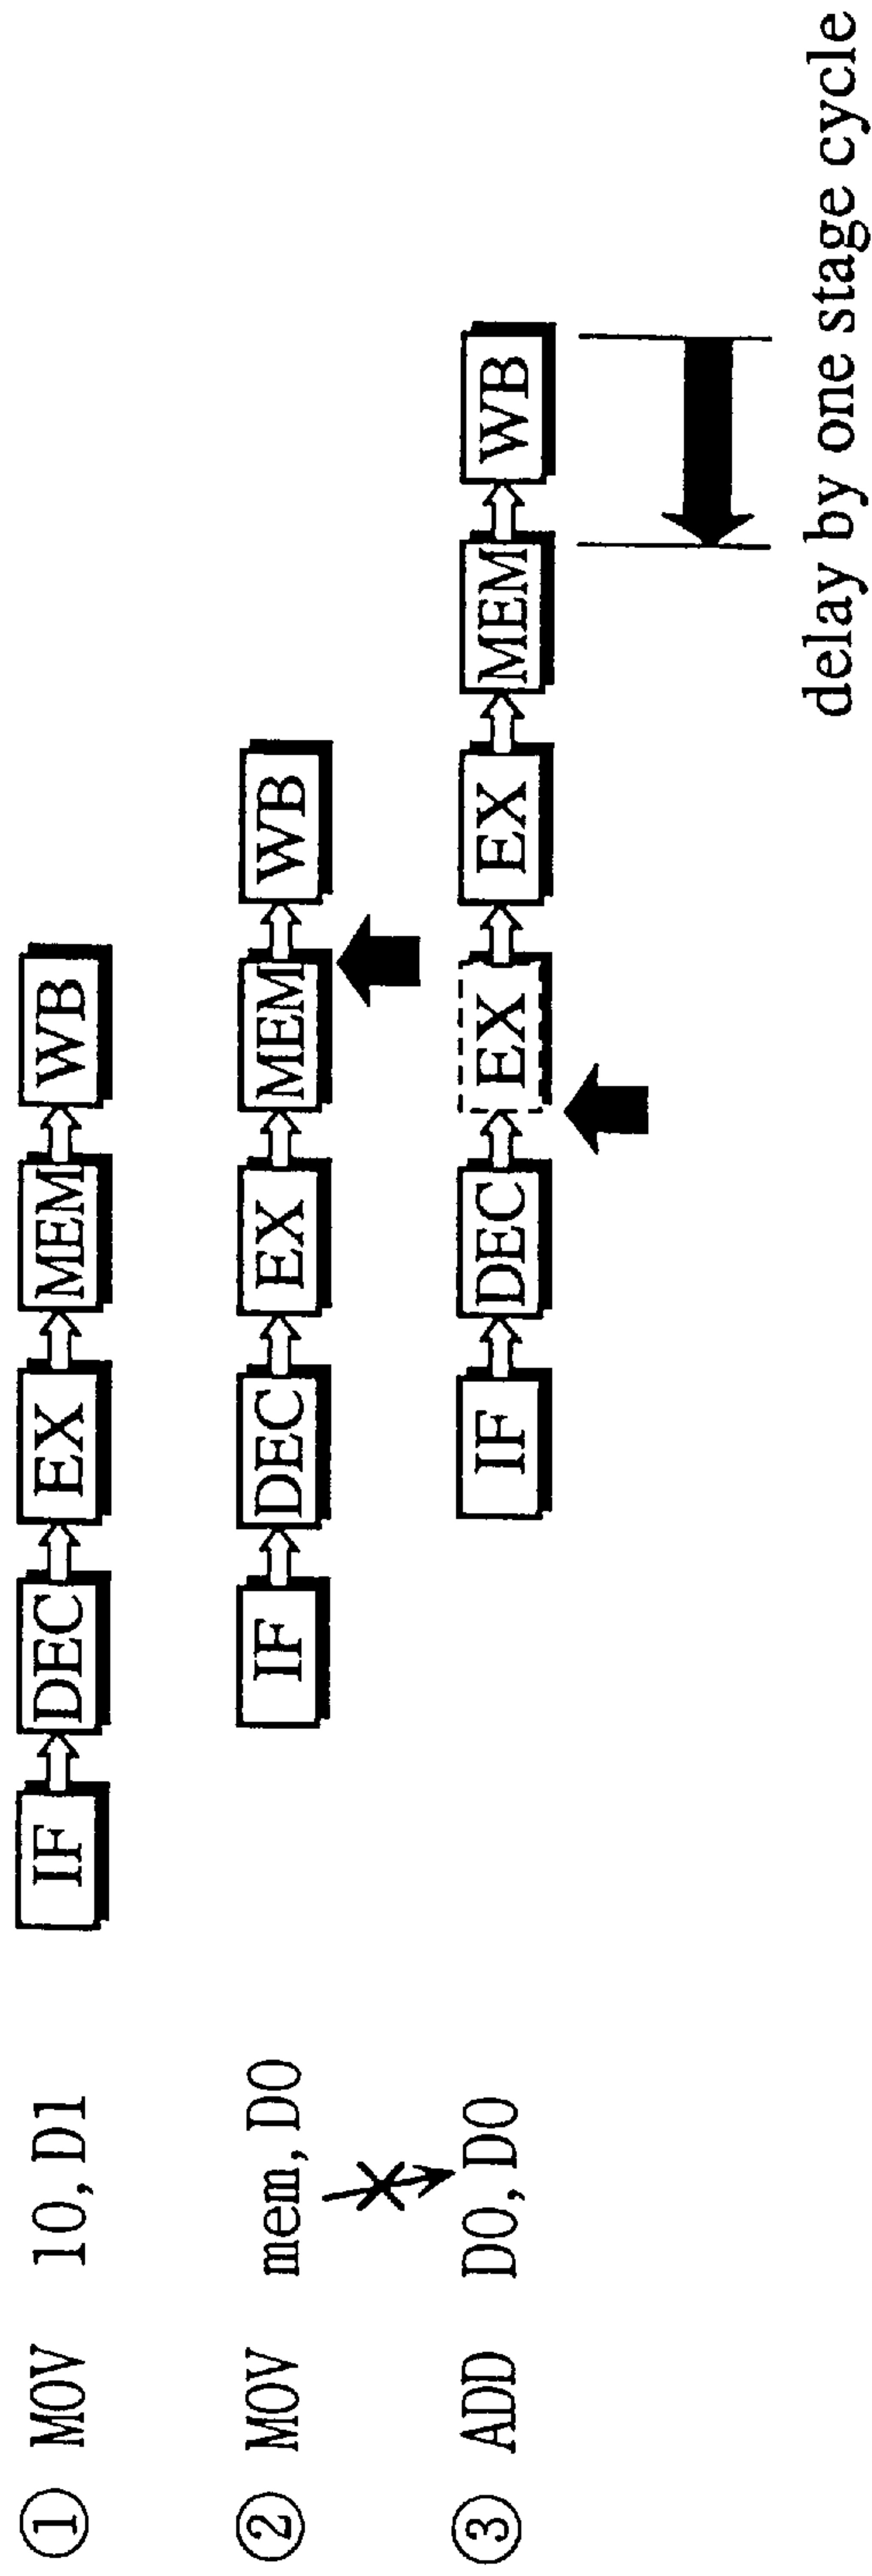 ① MOV 10, D1 IF DEC EX MEM WB
② MOV mem, D0 IF DEC EX MEM WB
③ ADD D0, D0 IF DEC EX EX MEM WB
delay by one stage cycle